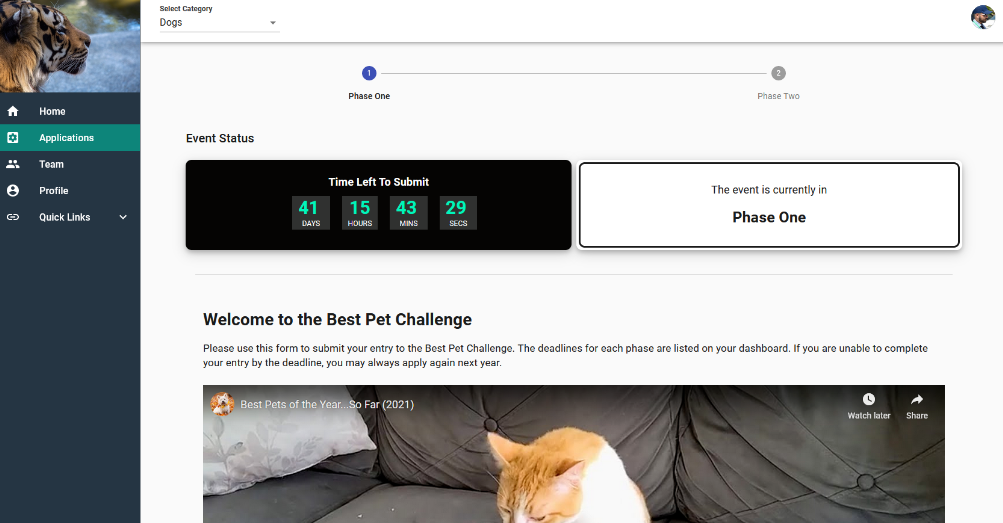 Select Category
Dogs
Home
Applications
Team
Profile
Quick Links
1
Phase One
2
Phase Two
Event Status
Time Left To Submit
41 15 43 29
DAYS HOURS MINS SECS
The event is currently in
Phase One
Welcome to the Best Pet Challenge
Please use this form to submit your entry to the Best Pet Challenge. The deadlines for each phase are listed on your dashboard. If you are unable to complete
your entry by the deadline, you may always apply again next year.
Best Pets of the Year...So Far (2021)
Watch later
Share